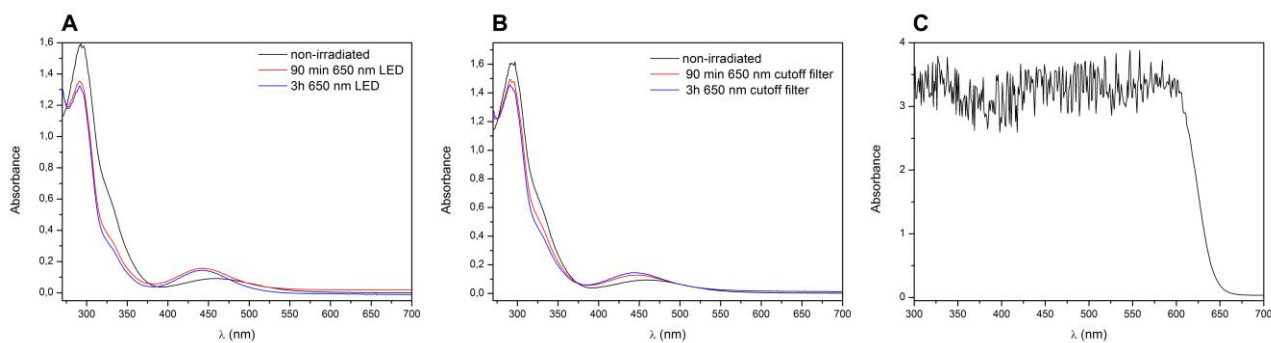 A
non-irradiated
90 min 650 nm LED
3h 650 nm LED
1,6
1,4
1,2
1,0
0,8
0,6
0,4
0,2
0,0
Absorbance
300 350 400 450 500 550 600 650 700
λ (nm)
B
non-irradiated
90 min 650 nm cutoff filter
3h 650 nm cutoff filter
1,8
1,6
1,4
1,2
1,0
0,8
0,6
0,4
0,2
0,0
Absorbance
300 350 400 450 500 550 600 650 700
λ (nm)
C
4
3
2
1
0
Absorbance
300 350 400 450 500 550 600 650 700
λ (nm)